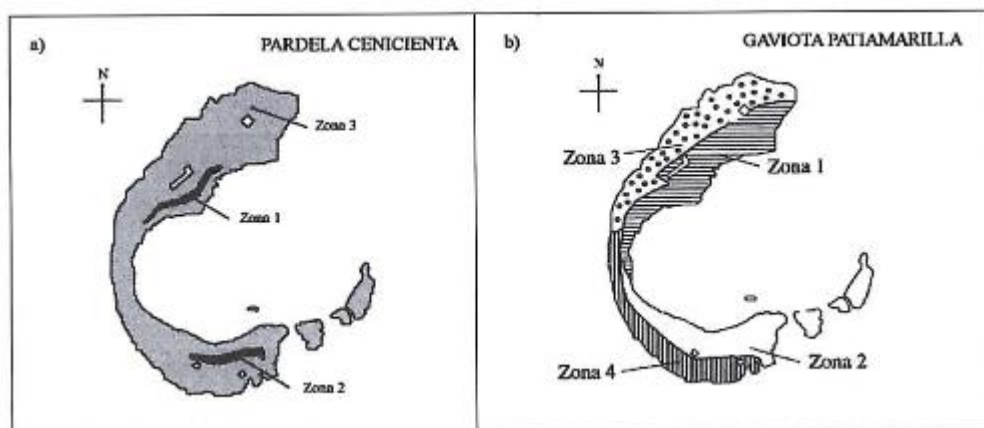 a) PARDELA CENICIENTA
N
Zona 3
Zona 1
Zona 2
b) GAVIOTA PATIAMARILLA
N
Zona 3
Zona 1
Zona 4
Zona 2